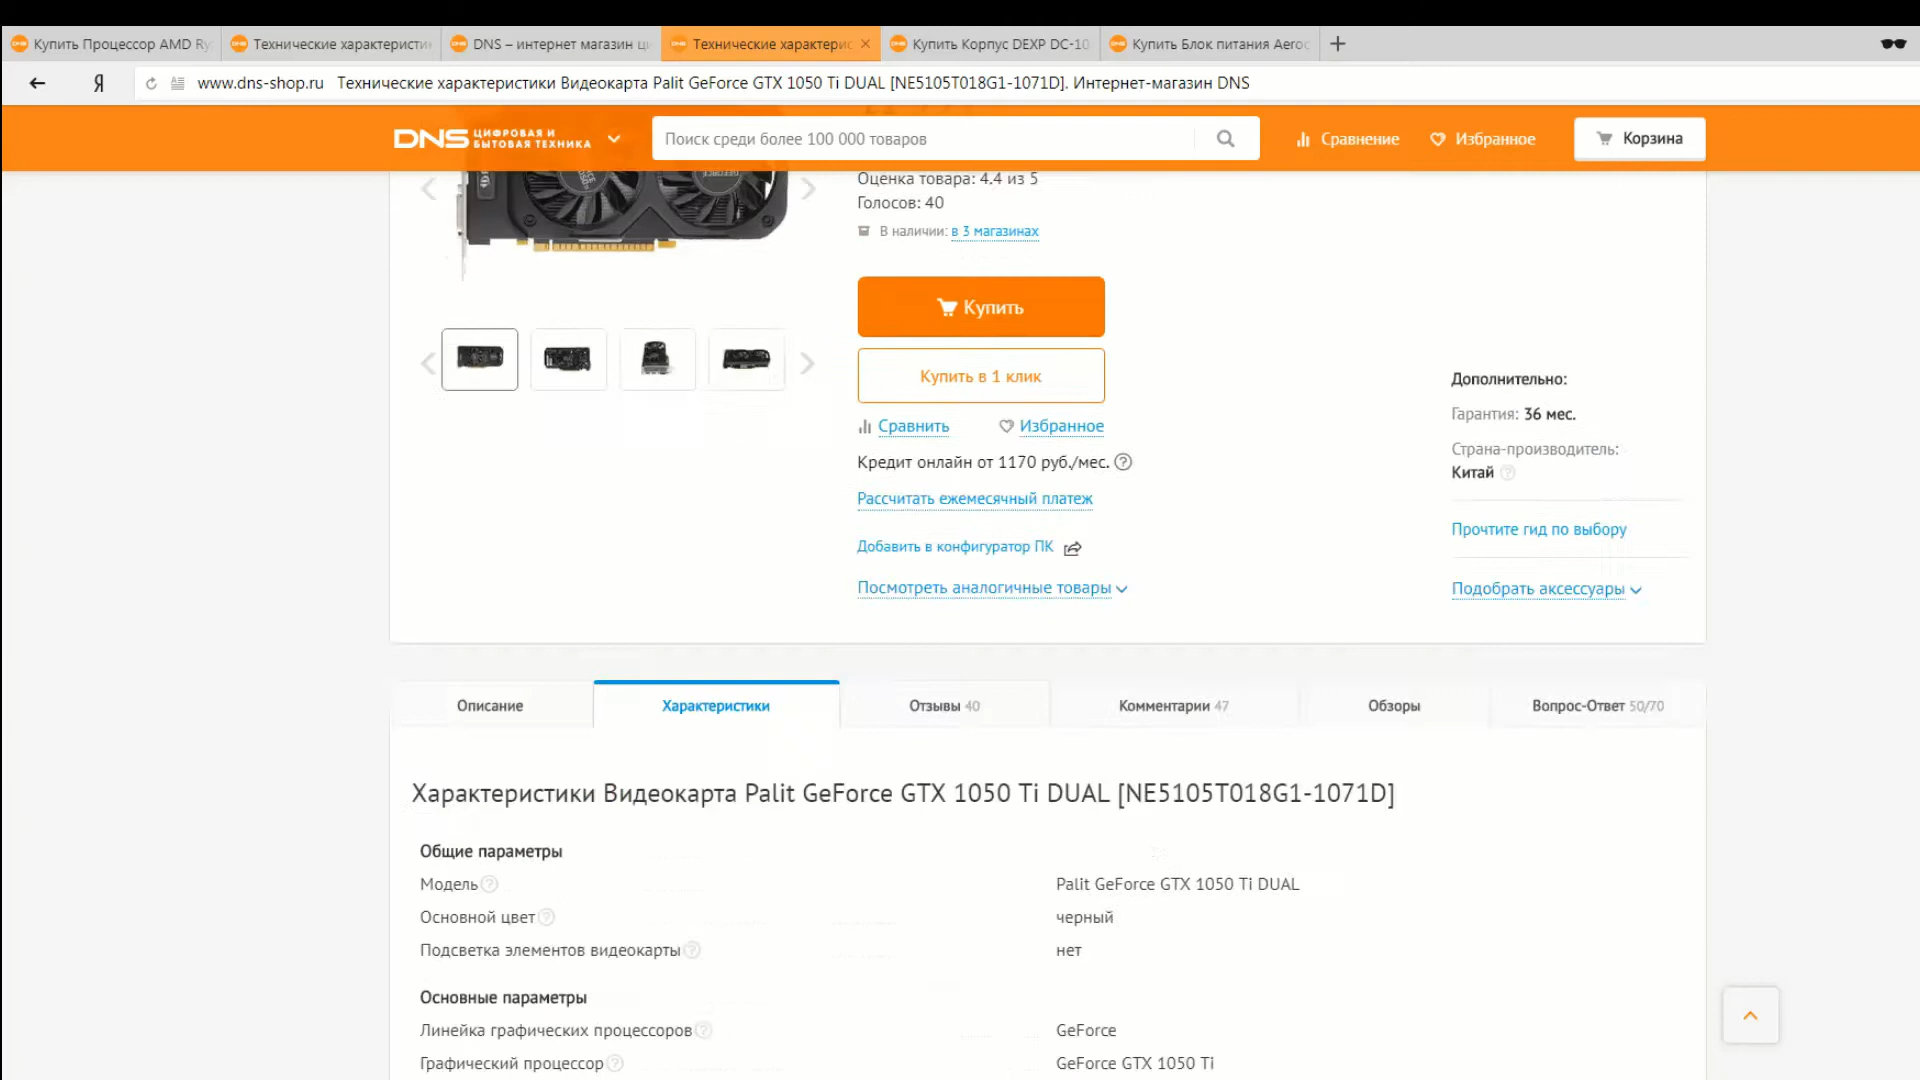 Купить Процессор AMD Ry
Технические характеристи
DNS – интернет магазин ц
Технические характерис
Купить Корпус DEXP DC-10
Купить Блок питания Aeroc
Я
www.dns-shop.ru Технические характеристики Видеокарта Palit GeForce GTX 1050 Ti DUAL [NE5105T018G1-1071D]. Интернет-магазин DNS
DNS ЦИФРОВАЯ И БЫТОВАЯ ТЕХНИКА
Поиск среди более 100 000 товаров
Сравнение
Избранное
Корзина
Оценка товара: 4.4 из 5
Голосов: 40
В наличии: в 3 магазинах
Купить
Купить в 1 клик
Сравнить
Избранное
Кредит онлайн от 1170 руб./мес.
Рассчитать ежемесячный платеж
Добавить в конфигуратор ПК
Посмотреть аналогичные товары
Дополнительно:
Гарантия: 36 мес.
Страна-производитель:
Китай
Прочтите гид по выбору
Подобрать аксессуары
Описание
Характеристики
Отзывы 40
Комментарии 47
Обзоры
Вопрос-Ответ 50/70
Характеристики Видеокарта Palit GeForce GTX 1050 Ti DUAL [NE5105T018G1-1071D]
Общие параметры
Модель Palit GeForce GTX 1050 Ti DUAL
Основной цвет черный
Подсветка элементов видеокарты нет
Основные параметры
Линейка графических процессоров GeForce
Графический процессор GeForce GTX 1050 Ti